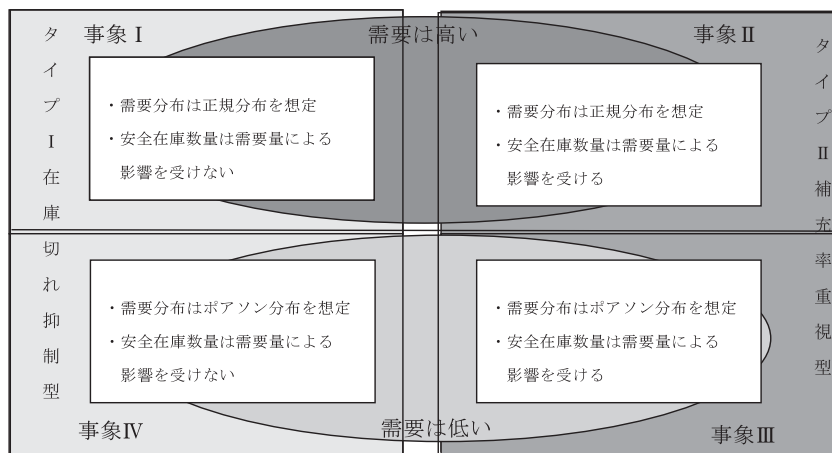 事象Ⅰ
需要は高い
事象Ⅱ
タイプⅠ在庫切れ抑制型
・需要分布は正規分布を想定
・安全在庫数量は需要量による
影響を受けない
・需要分布は正規分布を想定
・安全在庫数量は需要量による
影響を受ける
タイプⅡ補充率重視型
・需要分布はポアソン分布を想定
・安全在庫数量は需要量による
影響を受けない
・需要分布はポアソン分布を想定
・安全在庫数量は需要量による
影響を受ける
事象Ⅳ
需要は低い
事象Ⅲ